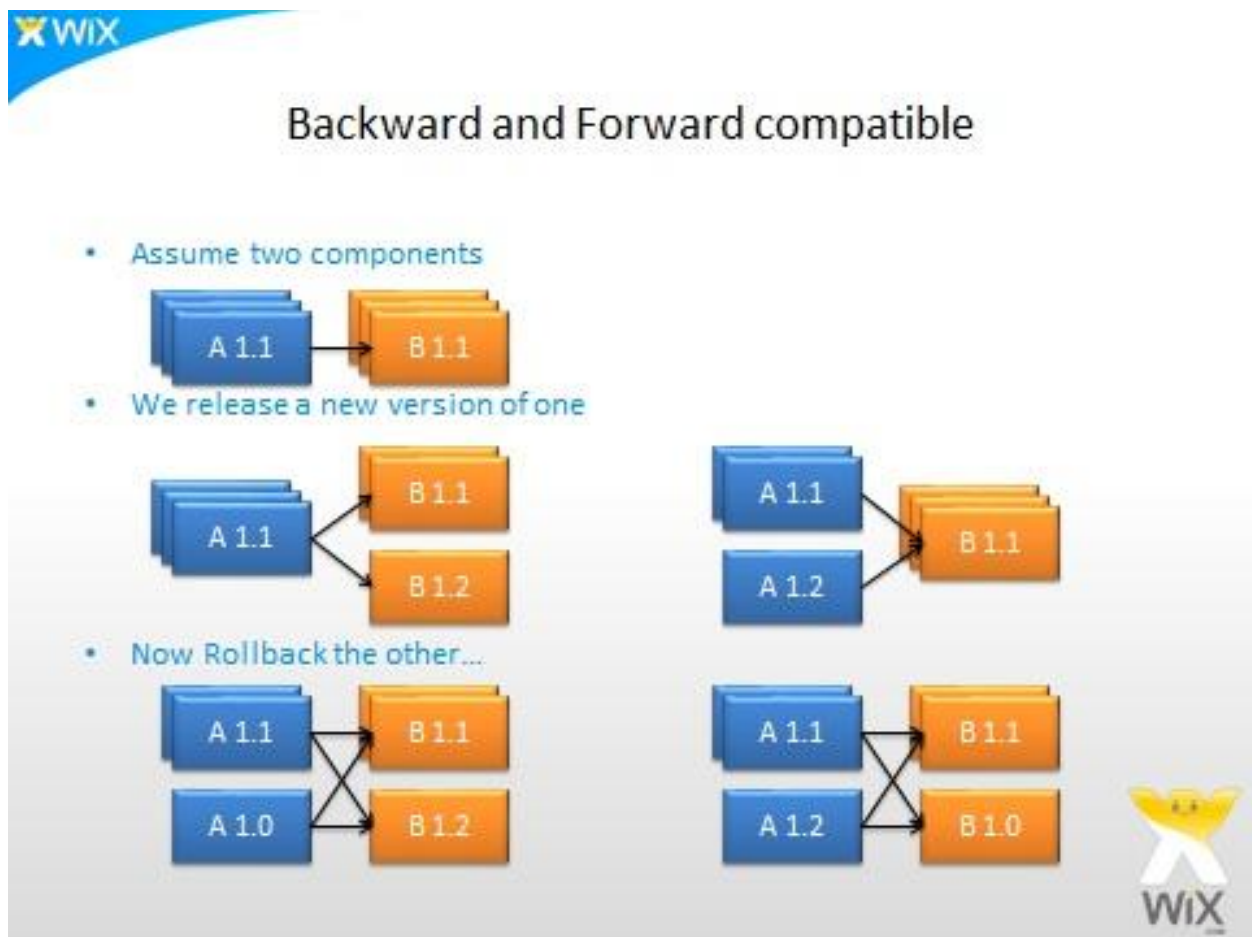 WiX
Backward and Forward compatible
• Assume two components
A 1.1 B 1.1
• We release a new version of one
B 1.1 A 1.1
A 1.1 B 1.1
B 1.2 A 1.2
• Now Rollback the other...
A 1.1 B 1.1 A 1.1 B 1.1
A 1.0 B 1.2 A 1.2 B 1.0
WiX